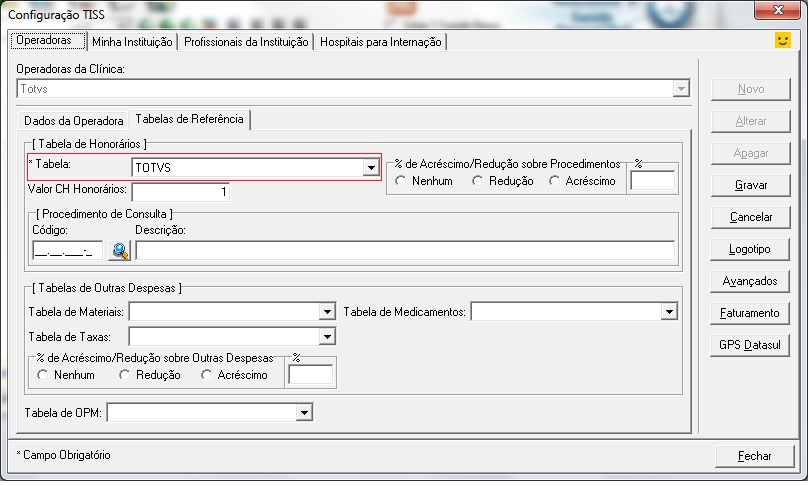 Configuração TISS
Operadoras
Minha Instituição
Profissionais da Instituição
Hospitais para Internação
Operadoras da Clínica:
Totvs
Novo
Alterar
Apagar
Gravar
Cancelar
Logotipo
Avançados
Faturamento
GPS Datasul
Dados da Operadora
Tabelas de Referência
[ Tabela de Honorários ]
* Tabela:
TOTVS
% de Acréscimo/Redução sobre Procedimentos
%
Nenhum
Redução
Acréscimo
Valor CH Honorários:
1
[ Procedimento de Consulta ]
Código:
Descrição:
__.__.___-_
[ Tabelas de Outras Despesas ]
Tabela de Materiais:
Tabela de Medicamentos:
Tabela de Taxas:
% de Acréscimo/Redução sobre Outras Despesas
%
Nenhum
Redução
Acréscimo
Tabela de OPM:
* Campo Obrigatório
Fechar